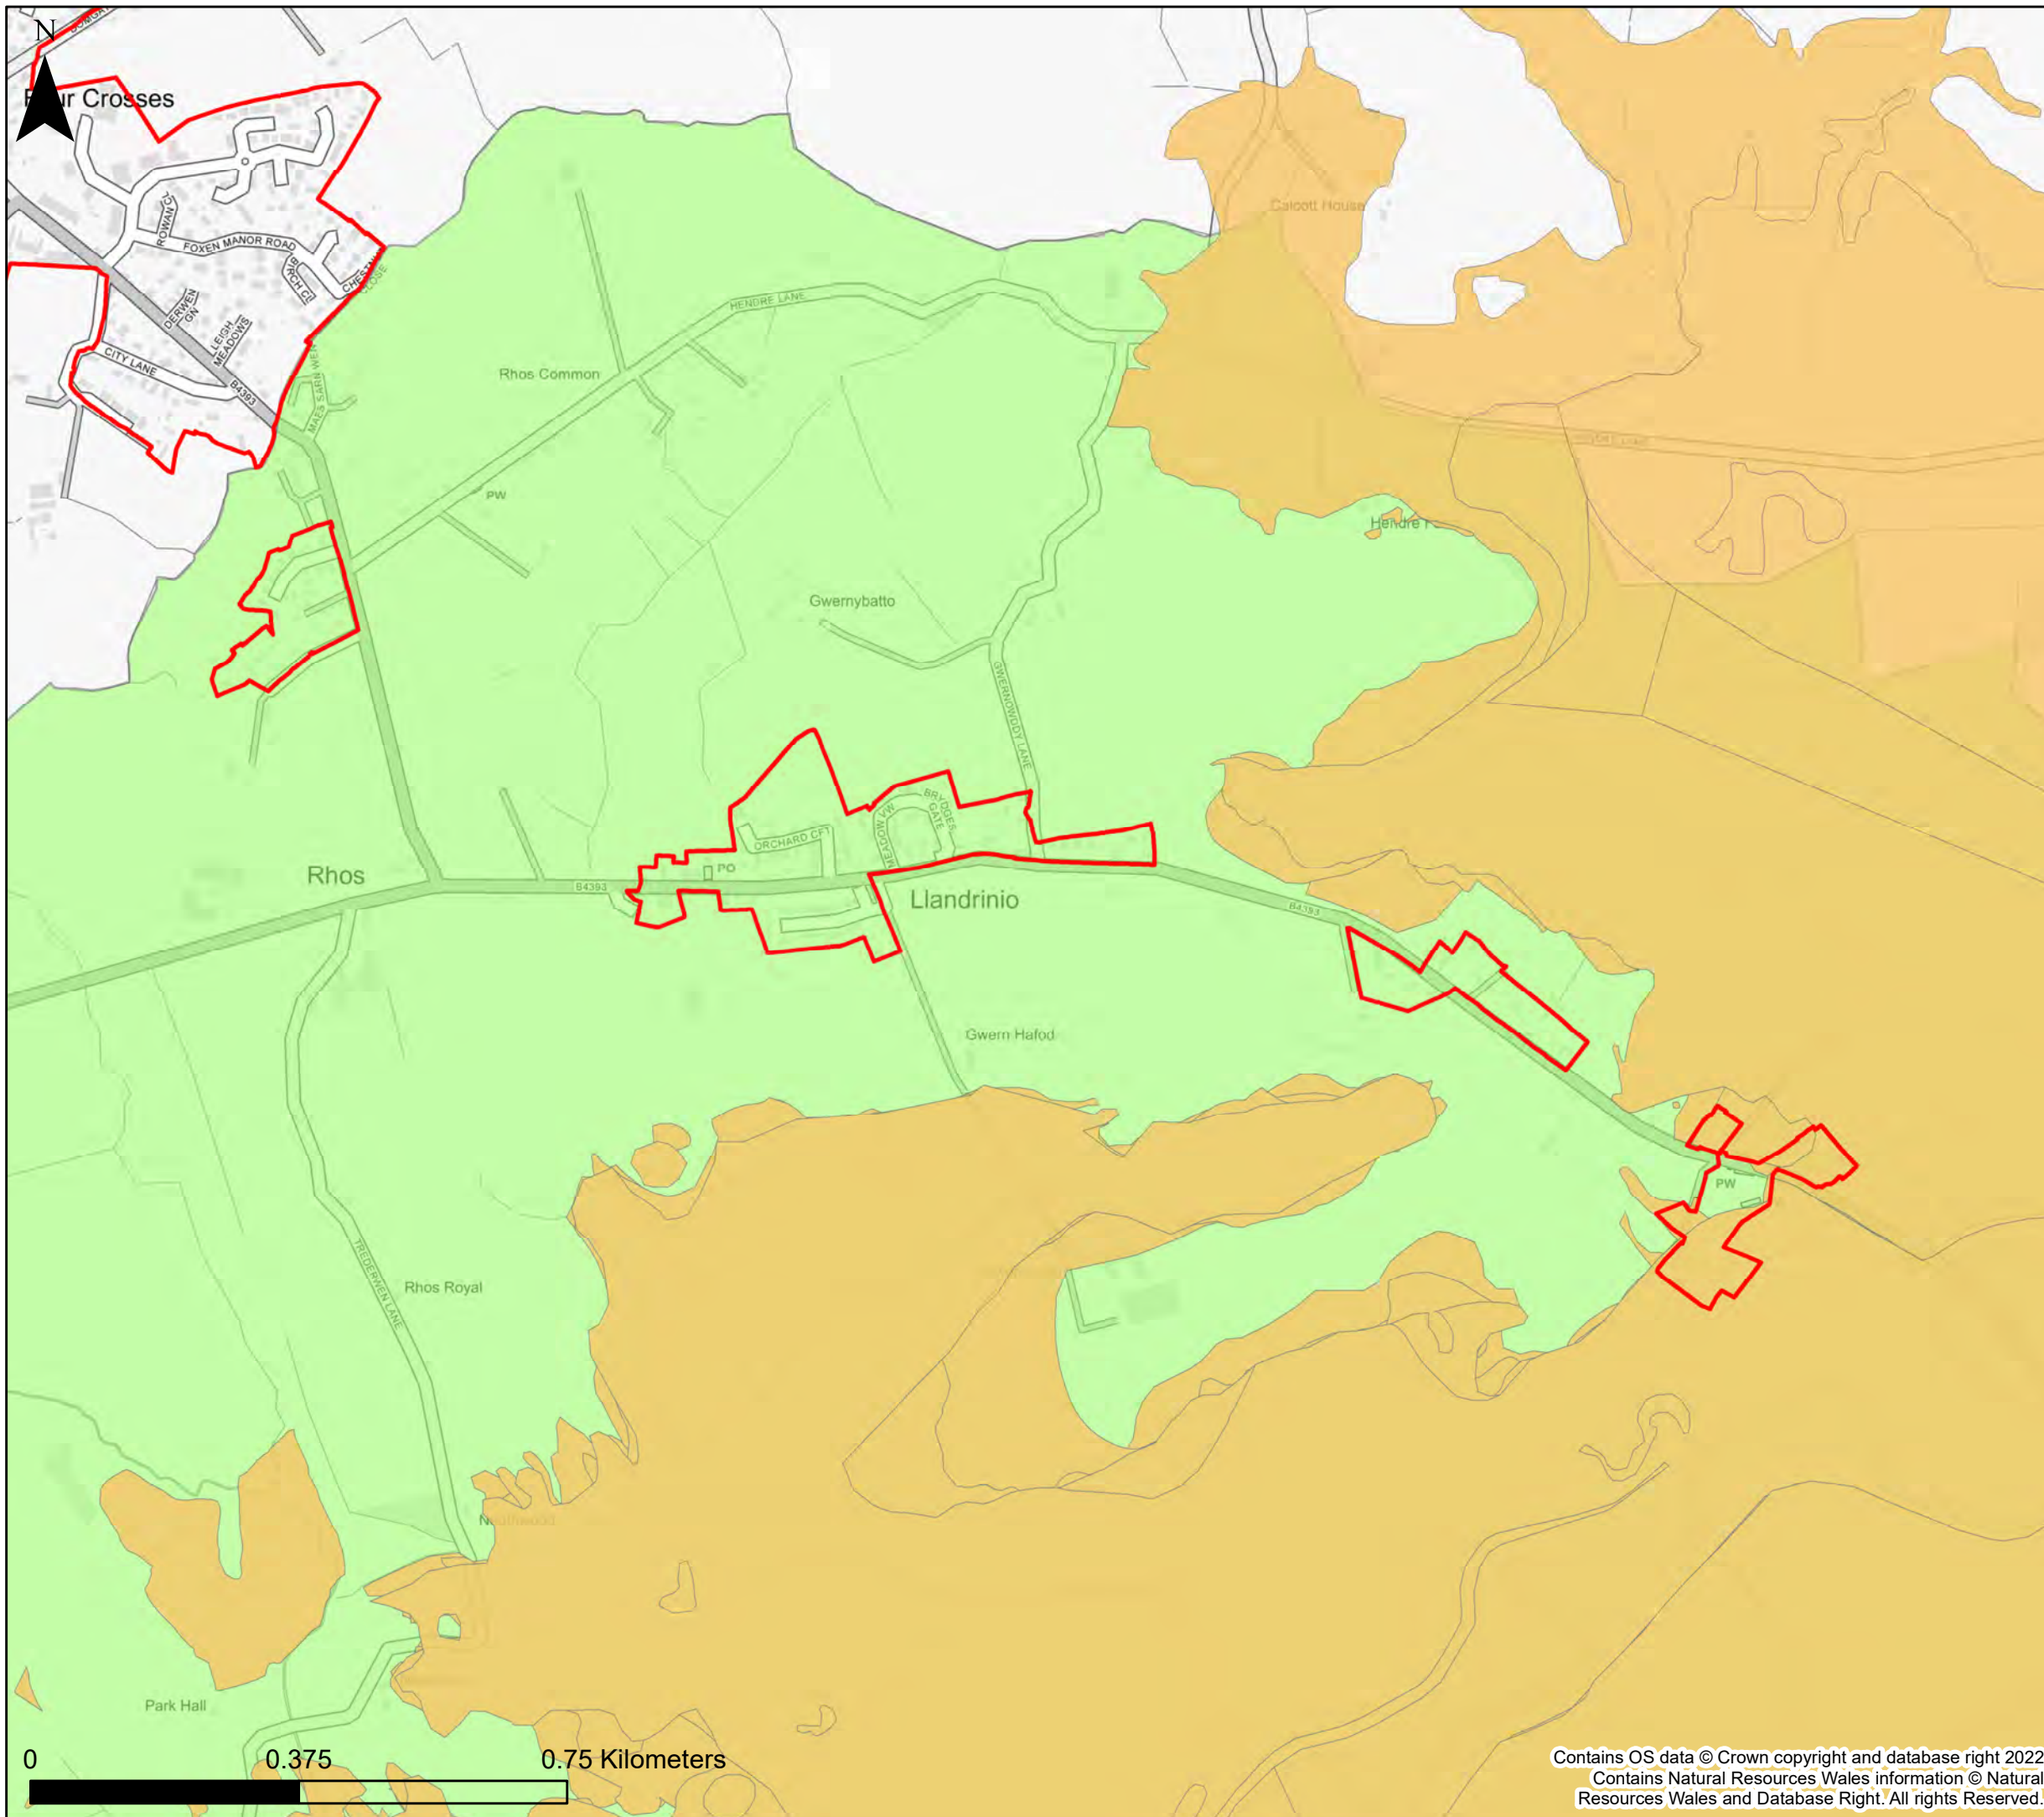 N
Four Crosses
ROWAN CL
FOXEN MANOR ROAD
BIRCH CL
CHESTNUT
CLOSE
DERWEN
GN
LEIGH
MEADOWS
CITY LANE
B4393
MAES SARN WEN
Calcott House
HENDRE LANE
Rhos Common
PW
Hendre
Gwernybatto
GWERNOWDDY LANE
BRYDGES
GATE
MEADOW VW
ORCHARD CFT
PO
Rhos
B4393
Llandrinio
B4393
Gwern Hafod
PW
TREDERWEN LANE
Rhos Royal
Park Hall
0
0.375
0.75 Kilometers
Contains OS data © Crown copyright and database right 2022
Contains Natural Resources Wales information © Natural
Resources Wales and Database Right. All rights Reserved.